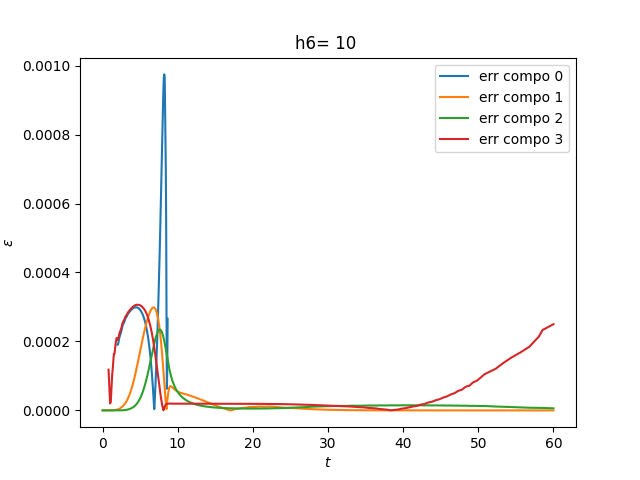 h6= 10
err compo 0
err compo 1
err compo 2
err compo 3
0.0010
0.0008
0.0006
0.0004
0.0002
0.0000
ε
0 10 20 30 40 50 60
t